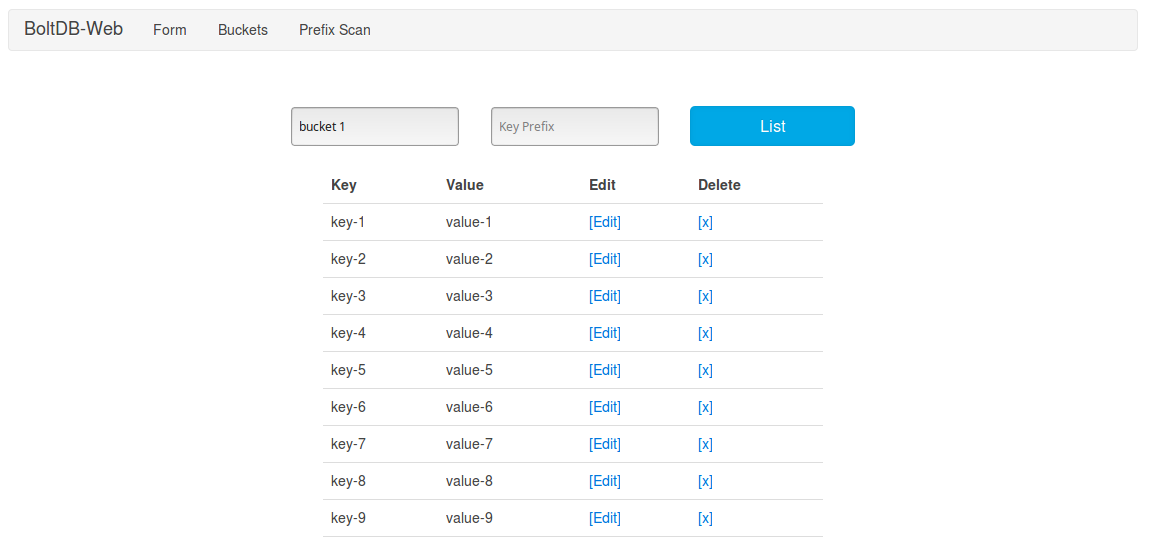 BoltDB-Web Form Buckets Prefix Scan
bucket 1 Key Prefix List
Key Value Edit Delete
key-1 value-1 [Edit] [x]
key-2 value-2 [Edit] [x]
key-3 value-3 [Edit] [x]
key-4 value-4 [Edit] [x]
key-5 value-5 [Edit] [x]
key-6 value-6 [Edit] [x]
key-7 value-7 [Edit] [x]
key-8 value-8 [Edit] [x]
key-9 value-9 [Edit] [x]